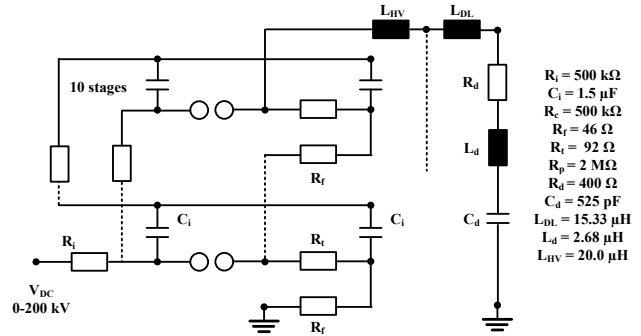 L_HV
L_DL
10 stages
R_d
R_f
L_d
C_i
C_i
R_i
R_t
C_d
V_DC
0-200 kV
R_f
R_i = 500 kΩ
C_i = 1.5 μF
R_c = 500 kΩ
R_f = 46 Ω
R_t = 92 Ω
R_p = 2 MΩ
R_d = 400 Ω
C_d = 525 pF
L_DL = 15.33 μH
L_d = 2.68 μH
L_HV = 20.0 μH